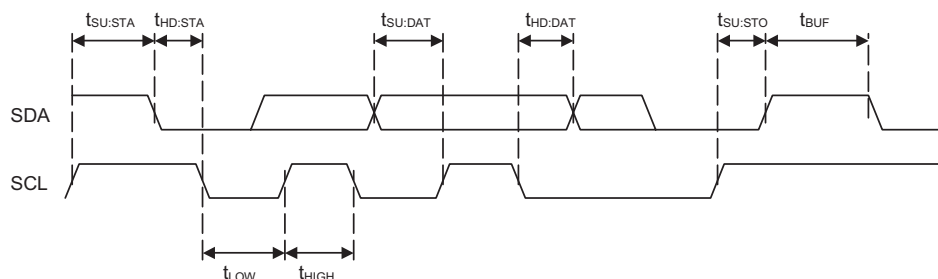 tSU:STA tHD:STA tSU:DAT tHD:DAT tSU:STO tBUF
SDA
SCL
tLOW tHIGH